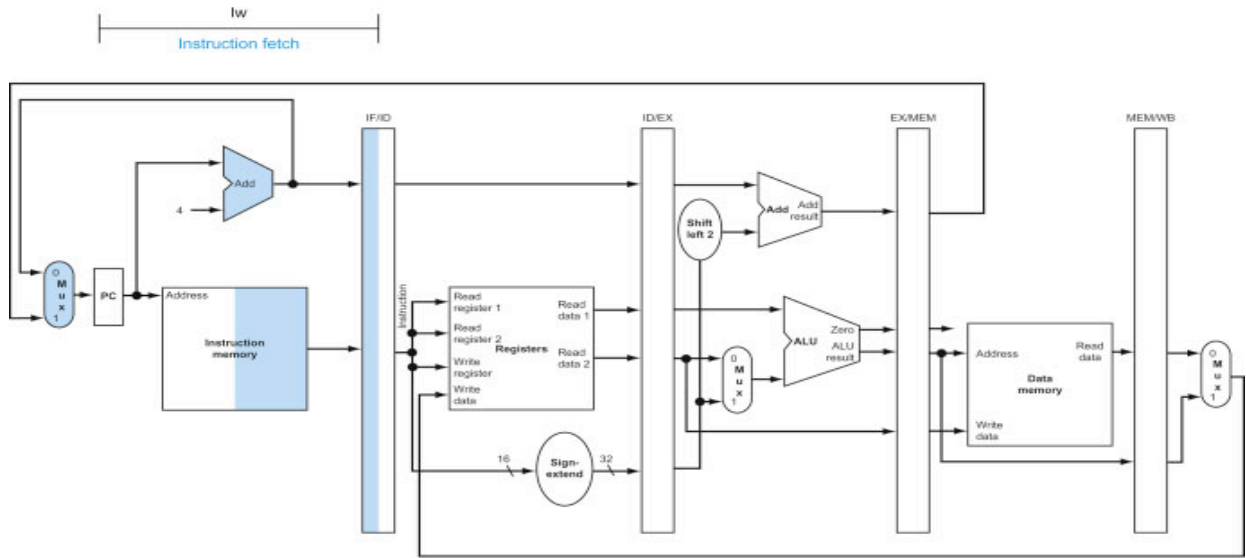 lw
Instruction fetch
IF/ID
ID/EX
EX/MEM
MEM/WB
Add
4
Shift
left 2
Add
Add
result
0
M
u
x
1
PC
Address
Instruction
memory
Instruction
Read
register 1
Read
register 2
Write
register
Write
data
Registers
Read
data 1
Read
data 2
16
Sign-
extend
32
0
M
u
x
1
ALU
Zero
ALU
result
Address
Write
data
Data
memory
Read
data
0
M
u
x
1